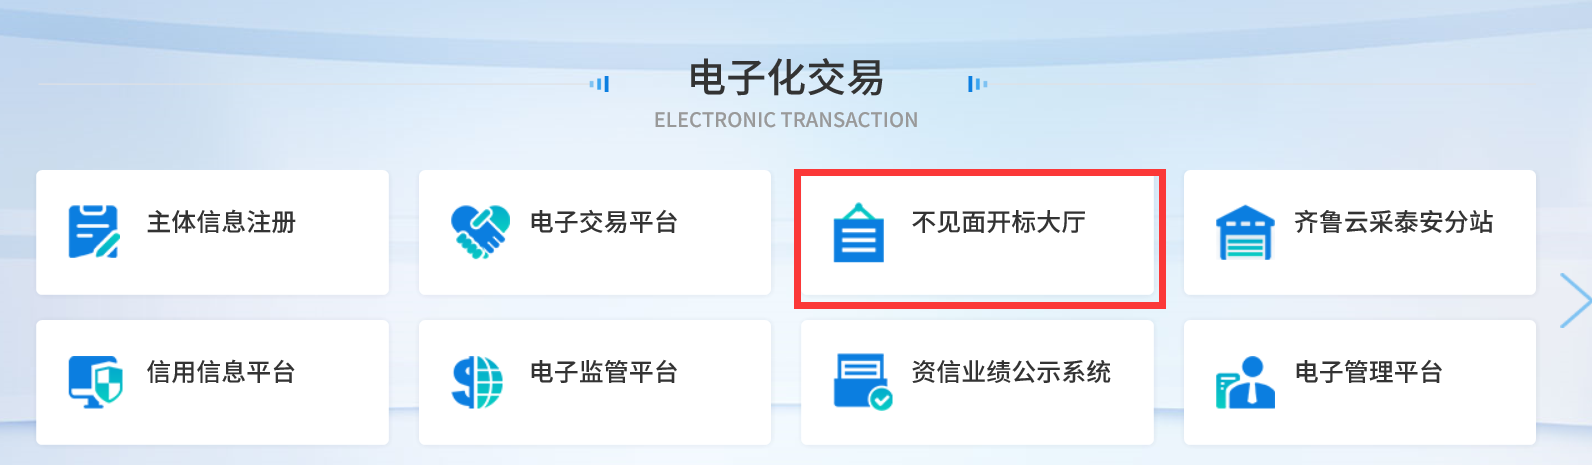 电子化交易
ELECTRONIC TRANSACTION
主体信息注册
电子交易平台
不见面开标大厅
齐鲁云采泰安分站
信用信息平台
电子监管平台
资信业绩公示系统
电子管理平台